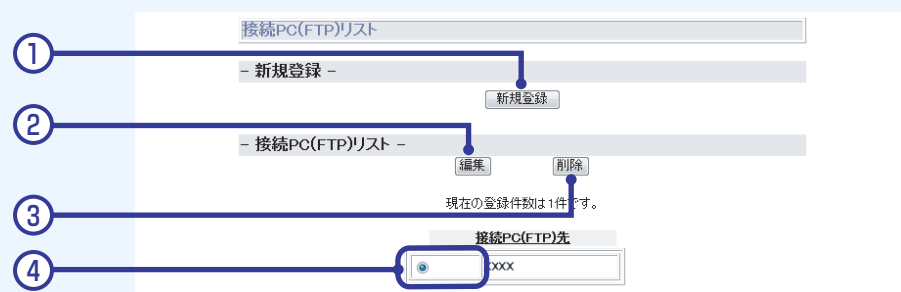 接続PC(FTP)リスト
①
− 新規登録 −
新規登録
②
− 接続PC(FTP)リスト −
編集 削除
③
現在の登録件数は1件です。
接続PC(FTP)先
④
xxxx